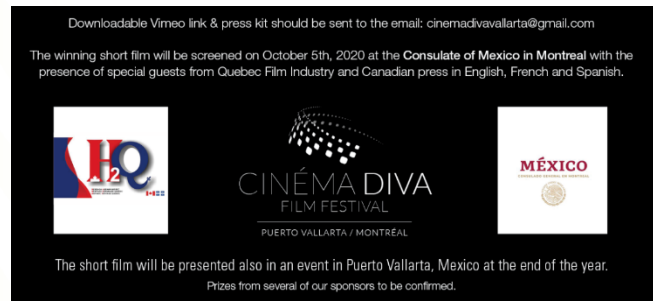 Downloadable Vimeo link & press kit should be sent to the email: cinemadivavallarta@gmail.com
The winning short film will be screened on October 5th, 2020 at the Consulate of Mexico in Montreal with the
presence of special guests from Quebec Film Industry and Canadian press in English, French and Spanish.
H2Q
CINÉMA DIVA
FILM FESTIVAL
PUERTO VALLARTA / MONTRÉAL
MÉXICO
CONSULADO GENERAL EN MONTREAL
The short film will be presented also in an event in Puerto Vallarta, Mexico at the end of the year.
Prizes from several of our sponsors to be confirmed.